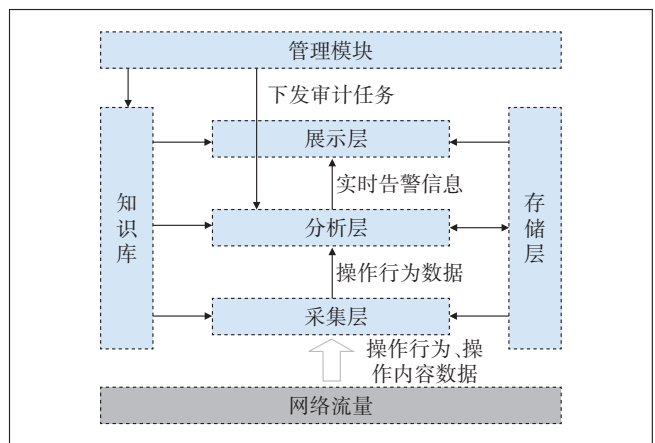 管理模块
下发审计任务
展示层
实时告警信息
知
识
库
分析层
存
储
层
操作行为数据
采集层
操作行为、操
作内容数据
网络流量